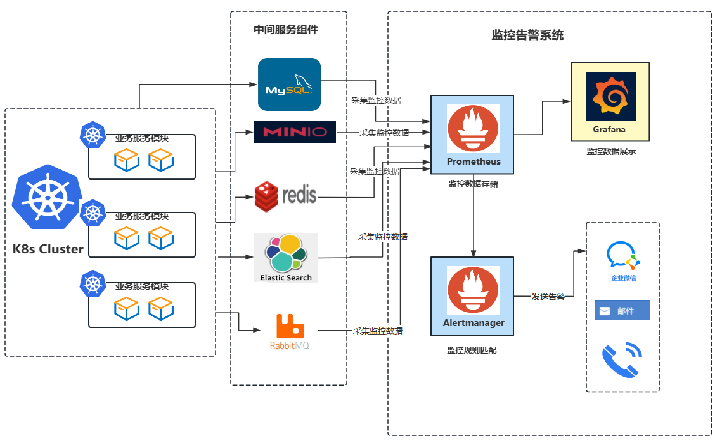 中间服务组件
监控告警系统
MySQL
采集监控数据
Grafana
监控数据展示
业务服务模块
MINIO
采集监控数据
Prometheus
监控数据存储
采集监控数据
redis
业务服务模块
K8s Cluster
采集监控数据
Elastic Search
企业微信
业务服务模块
发送告警
邮件
Alertmanager
RabbitMQ
采集监控数据
监控规则匹配